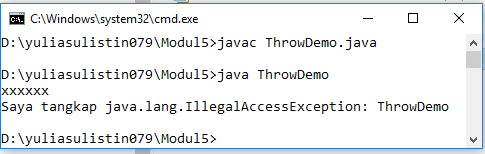 C:\Windows\system32\cmd.exe
D:\yuliasulistin079\Modul5>javac ThrowDemo.java
D:\yuliasulistin079\Modul5>java ThrowDemo
xxxxxx
Saya tangkap java.lang.IllegalAccessException: ThrowDemo
D:\yuliasulistin079\Modul5>